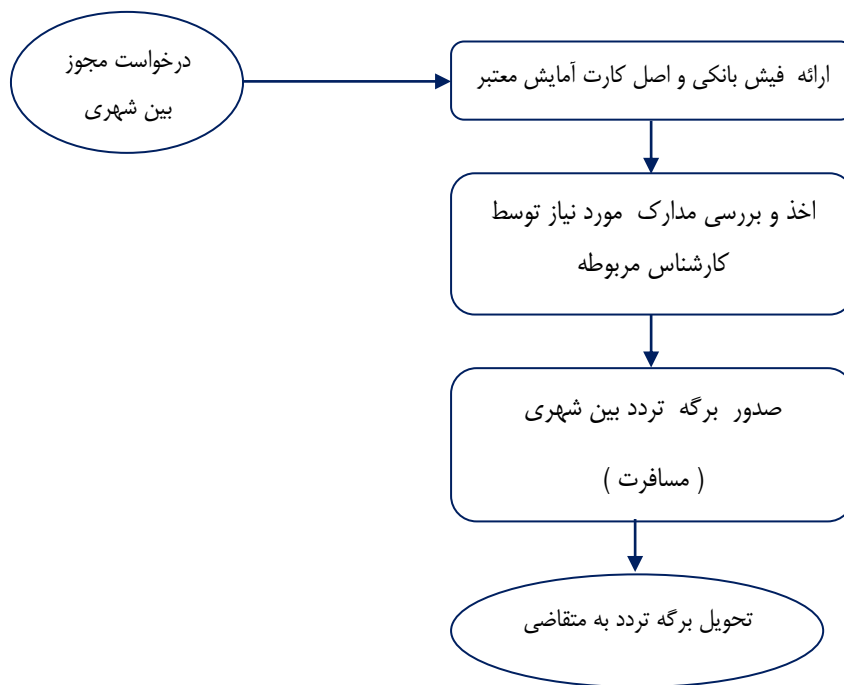 درخواست مجوز
بین شهری
ارائه فیش بانکی و اصل کارت آمایش معتبر
اخذ و بررسی مدارک مورد نیاز توسط
کارشناس مربوطه
صدور برگه تردد بین شهری
( مسافرت )
تحویل برگه تردد به متقاضی